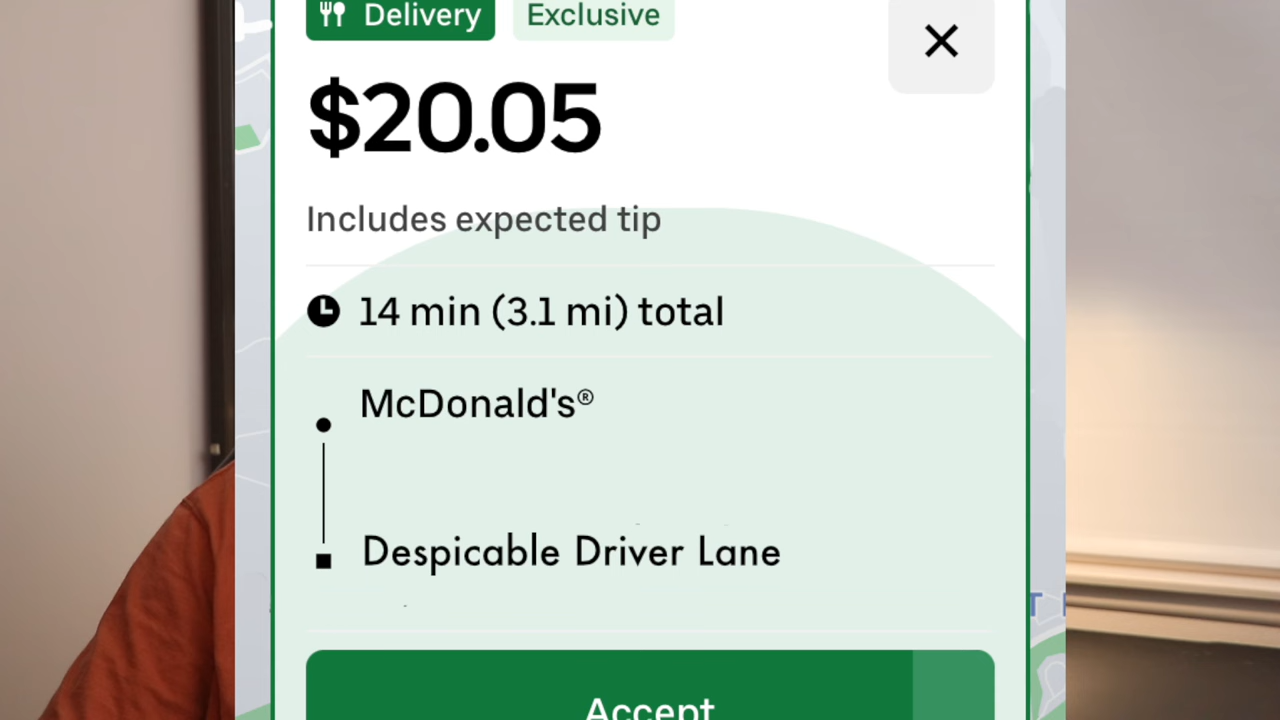 Delivery
Exclusive
$20.05
Includes expected tip
14 min (3.1 mi) total
McDonald's®
Despicable Driver Lane
Accept